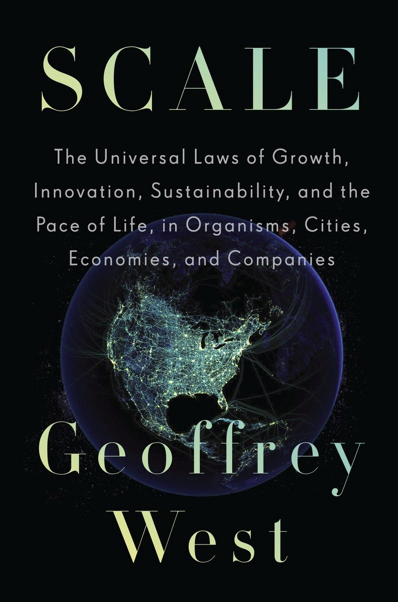 SCALE
The Universal Laws of Growth,
Innovation, Sustainability, and the
Pace of Life, in Organisms, Cities,
Economies, and Companies
Geoffrey
West